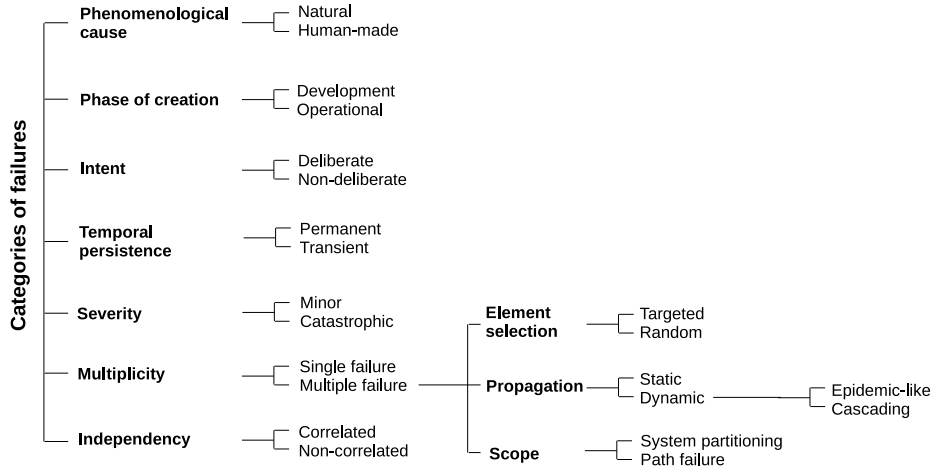 Categories of failures
Phenomenological
cause
Natural
Human-made
Phase of creation
Development
Operational
Intent
Deliberate
Non-deliberate
Temporal
persistence
Permanent
Transient
Severity
Minor
Catastrophic
Multiplicity
Single failure
Multiple failure
Element
selection
Targeted
Random
Propagation
Static
Dynamic
Epidemic-like
Cascading
Scope
System partitioning
Path failure
Independency
Correlated
Non-correlated